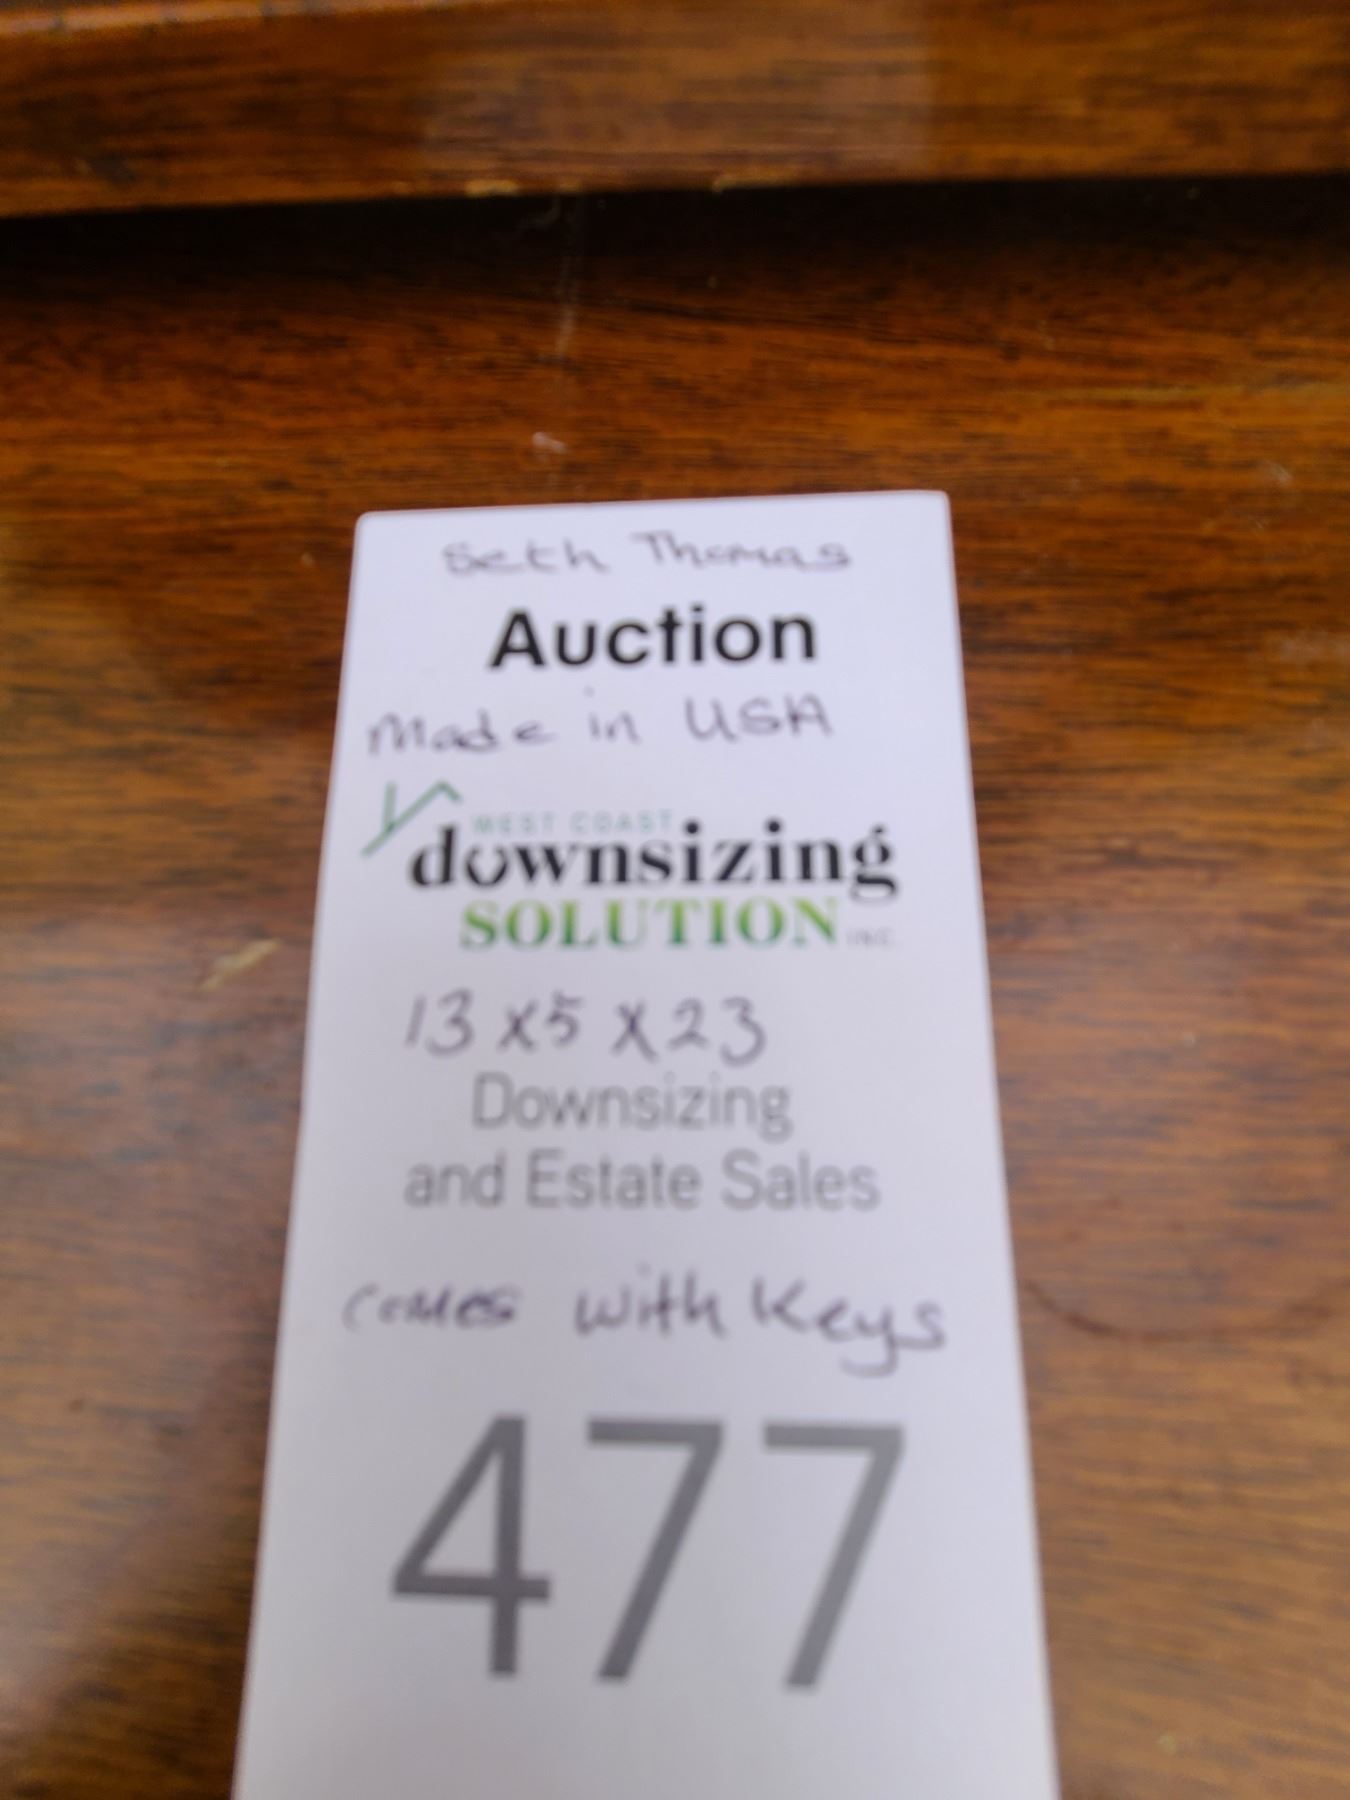 Seth Thomas
Auction
Made in USA
WEST COAST
downsizing
SOLUTION INC.
13 x 5 x 23
Downsizing
and Estate Sales
comes with Keys
477